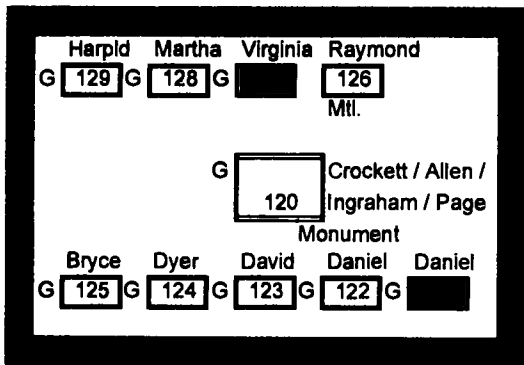 Harpld Martha Virginia Raymond
G 129 G 128 G 126
Mtl.
G Crockett / Allen /
120 Ingraham / Page
Monument
Bryce Dyer David Daniel Daniel
G 125 G 124 G 123 G 122 G